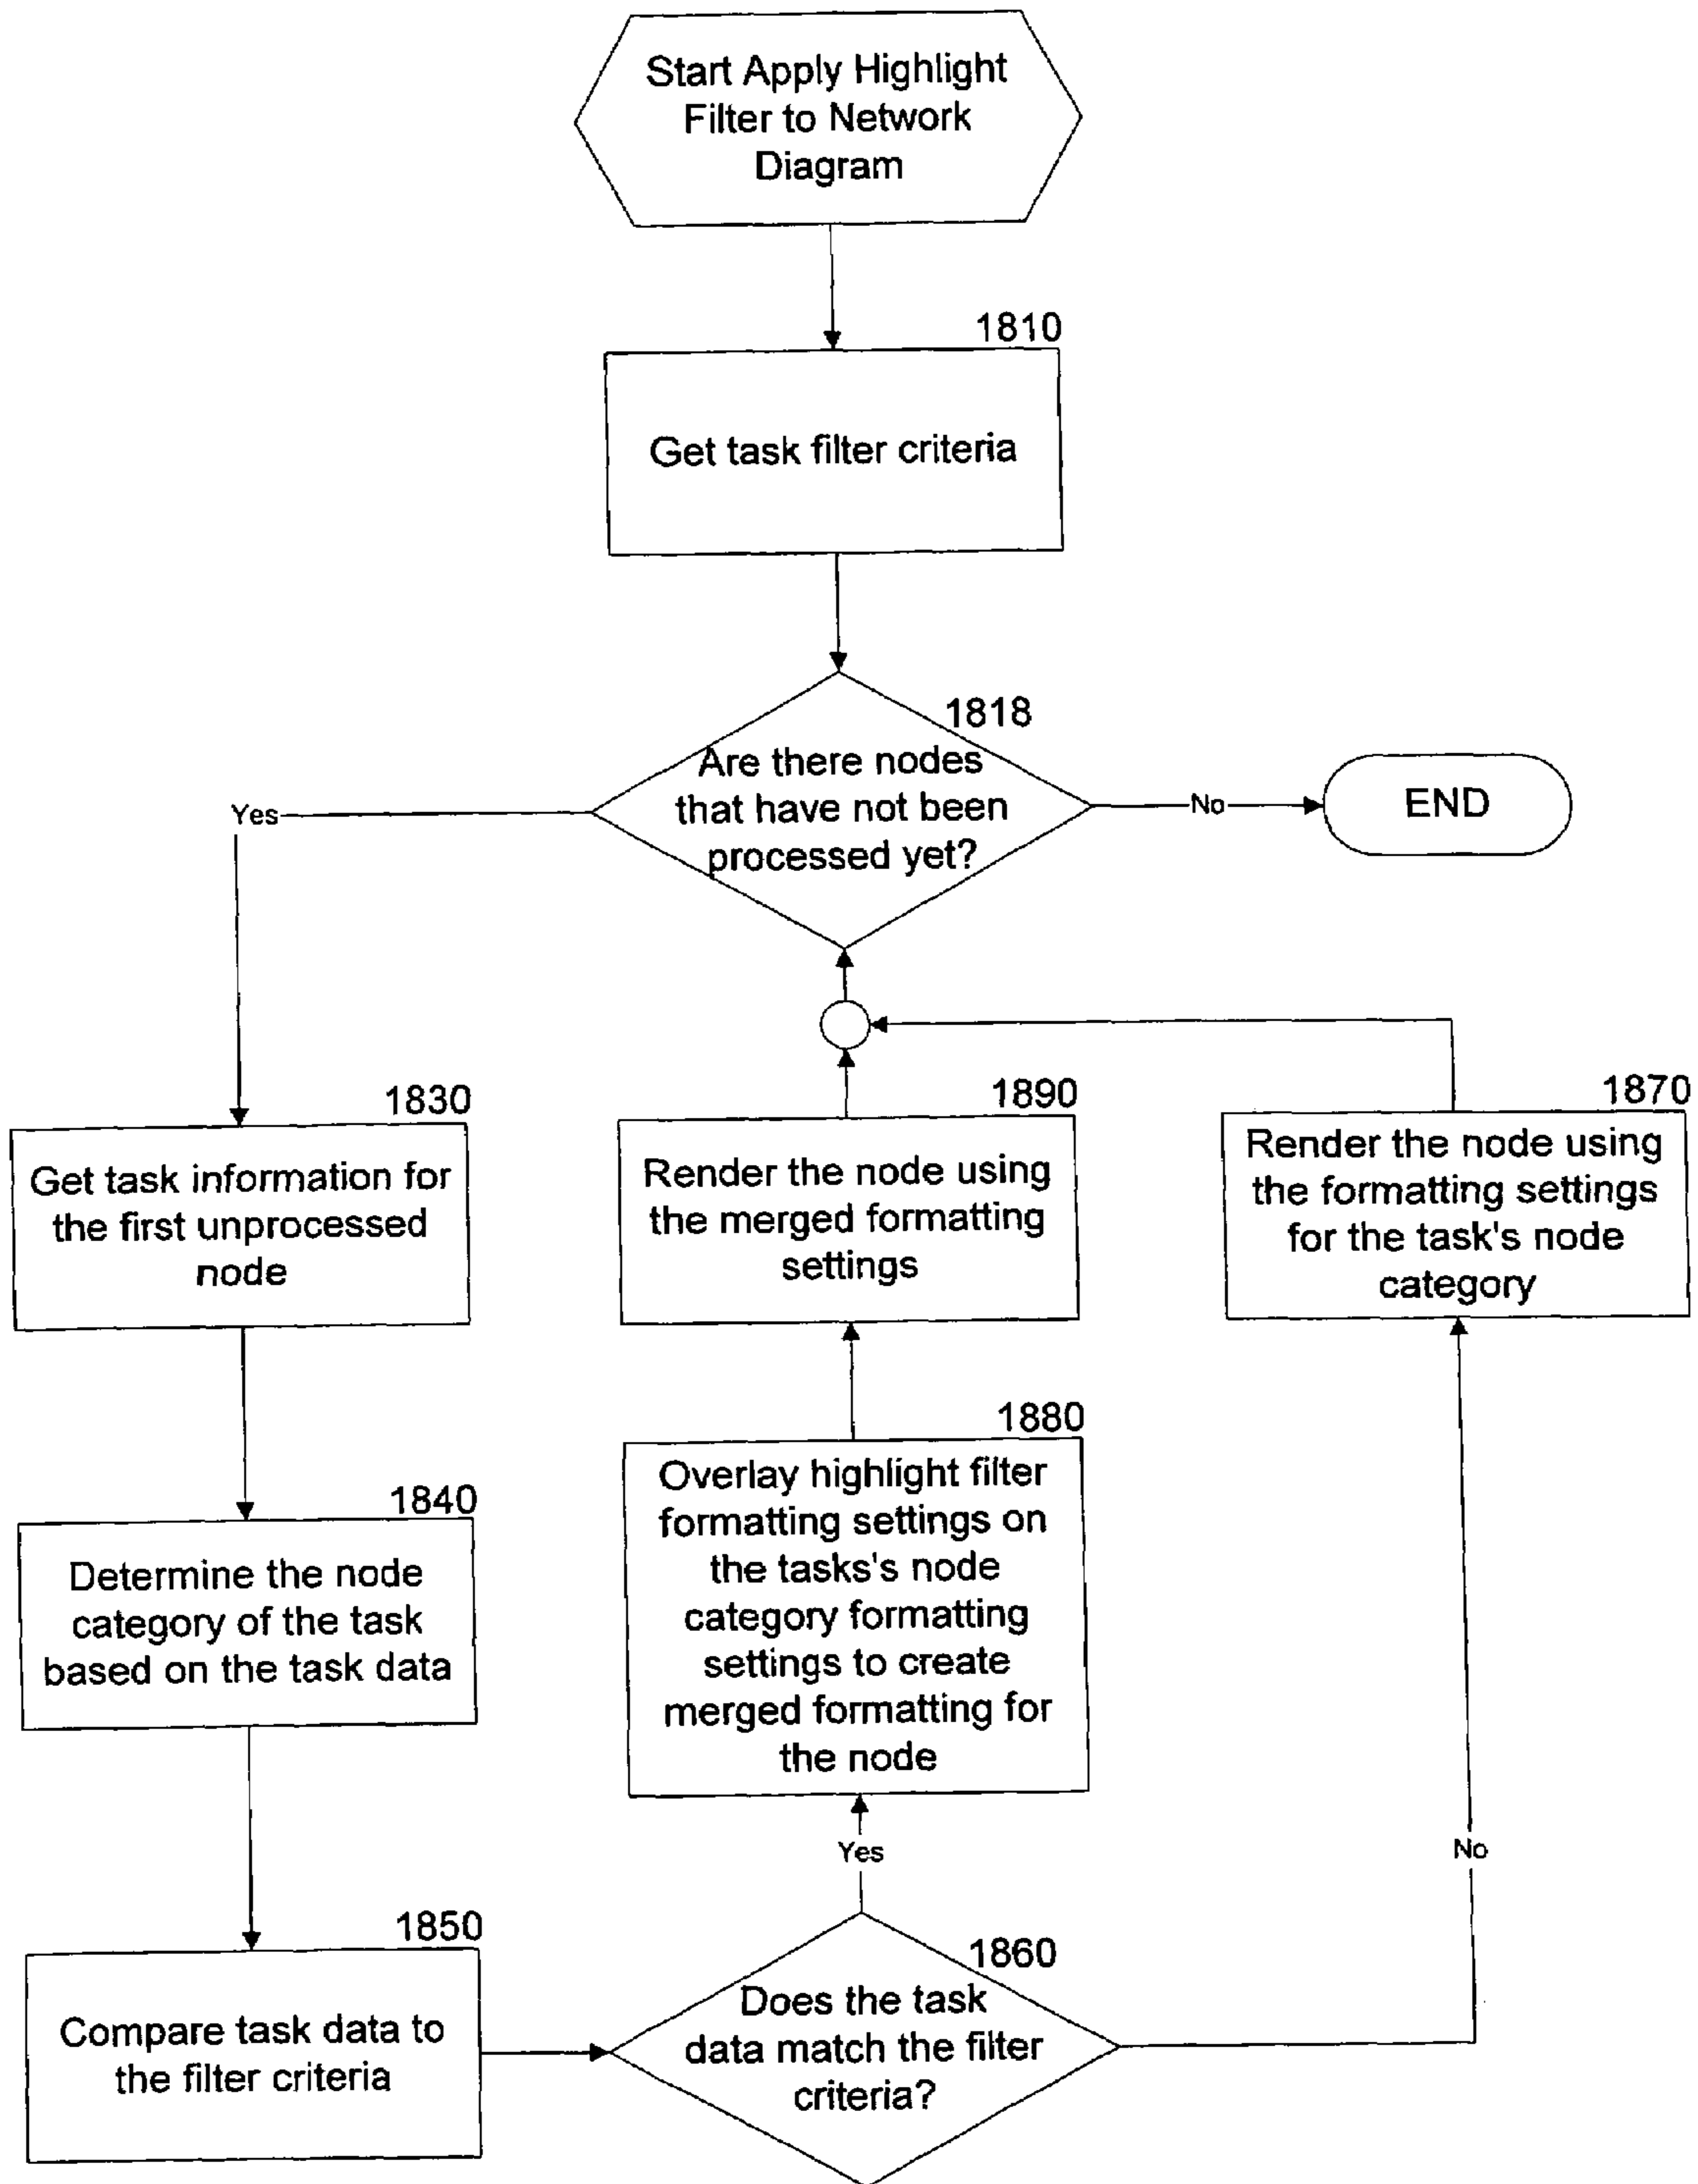 Start Apply Highlight
Filter to Network
Diagram
1810
Get task filter criteria
1818
Are there nodes
that have not been
processed yet?
Yes
No
END
1830
Get task information for
the first unprocessed
node
1890
Render the node using
the merged formatting
settings
1870
Render the node using
the formatting settings
for the task's node
category
1840
Determine the node
category of the task
based on the task data
1880
Overlay highlight filter
formatting settings on
the tasks's node
category formatting
settings to create
merged formatting for
the node
Yes
No
1850
Compare task data to
the filter criteria
1860
Does the task
data match the filter
criteria?